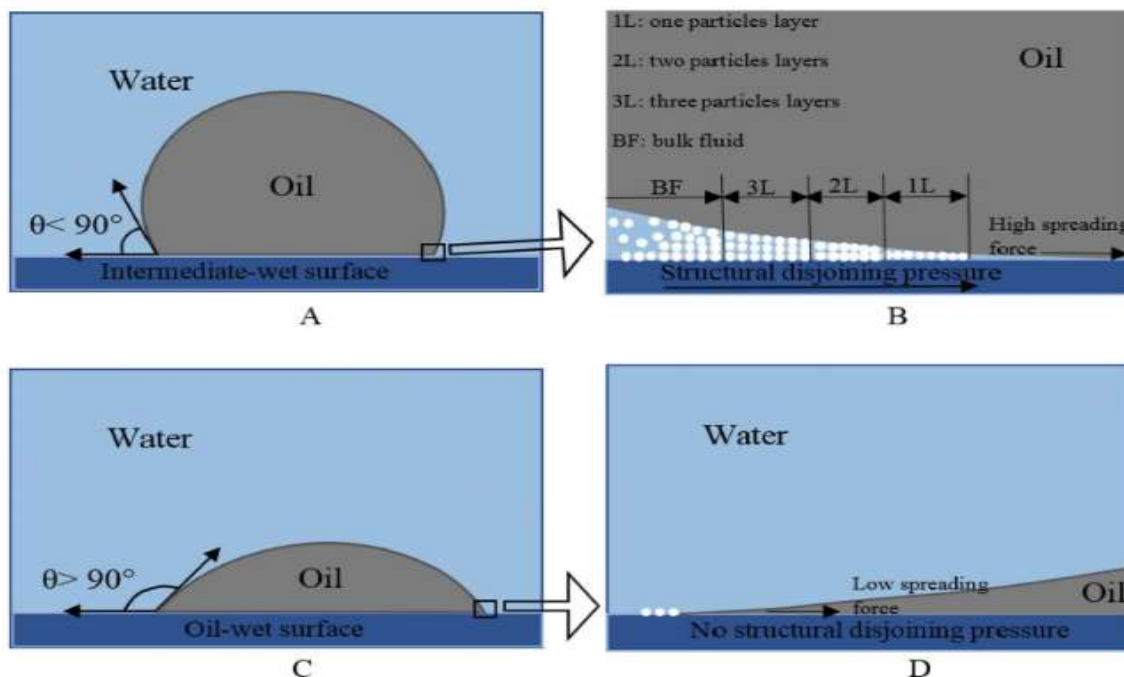 Water
Oil
θ< 90°
Intermediate-wet surface
A
1L: one particles layer
2L: two particles layers
3L: three particles layers
BF: bulk fluid
Oil
BF
3L
2L
1L
High spreading
force
Structural disjoining pressure
B
Water
θ> 90°
Oil
Oil-wet surface
C
Water
Low spreading
force
Oil
No structural disjoining pressure
D